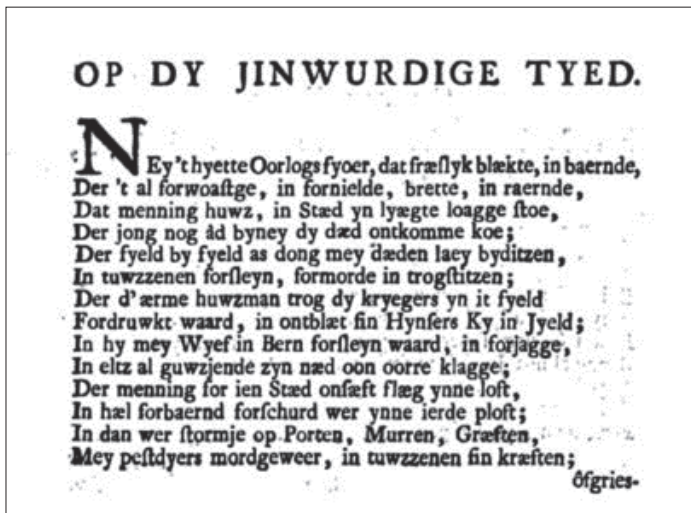 OP DY JINWURDIGE TYED.
NEy 't hyette Oorlogs fyoer, dat fræſlyk blækte, in baernde,
Der 't al forwoaſtge, in fornielde, brette, in raernde,
Dat menning huwz, in Stæd yn lyægte loagge ſtoe,
Der jong nog âd byney dy dæd ontkomme koe;
Der fyeld by fyeld as dong mey dæden laey byditzen,
In tuwzzenen forſleyn, formorde in trogſtitzen;
Der d'ærme huwzman trog dy kryegers yn it fyeld
Fordruwkt waard, in ontblæt ſin Hynſers Ky in Jyeld;
In hy mey Wyef in Bern forſleyn waard, in forjagge,
In eltz al guwzjende zyn næd oon oorre klagge;
Der menning for ien Stæd onſæft flæg ynne loft,
In hæl forbaernd forſchurd wer ynne ierde ploft;
In dan wer ſtormje op Porten, Murren, Græften,
Mey peſtdyers mordgeweer, in tuwzzenen ſin kræften;
ôfgries-